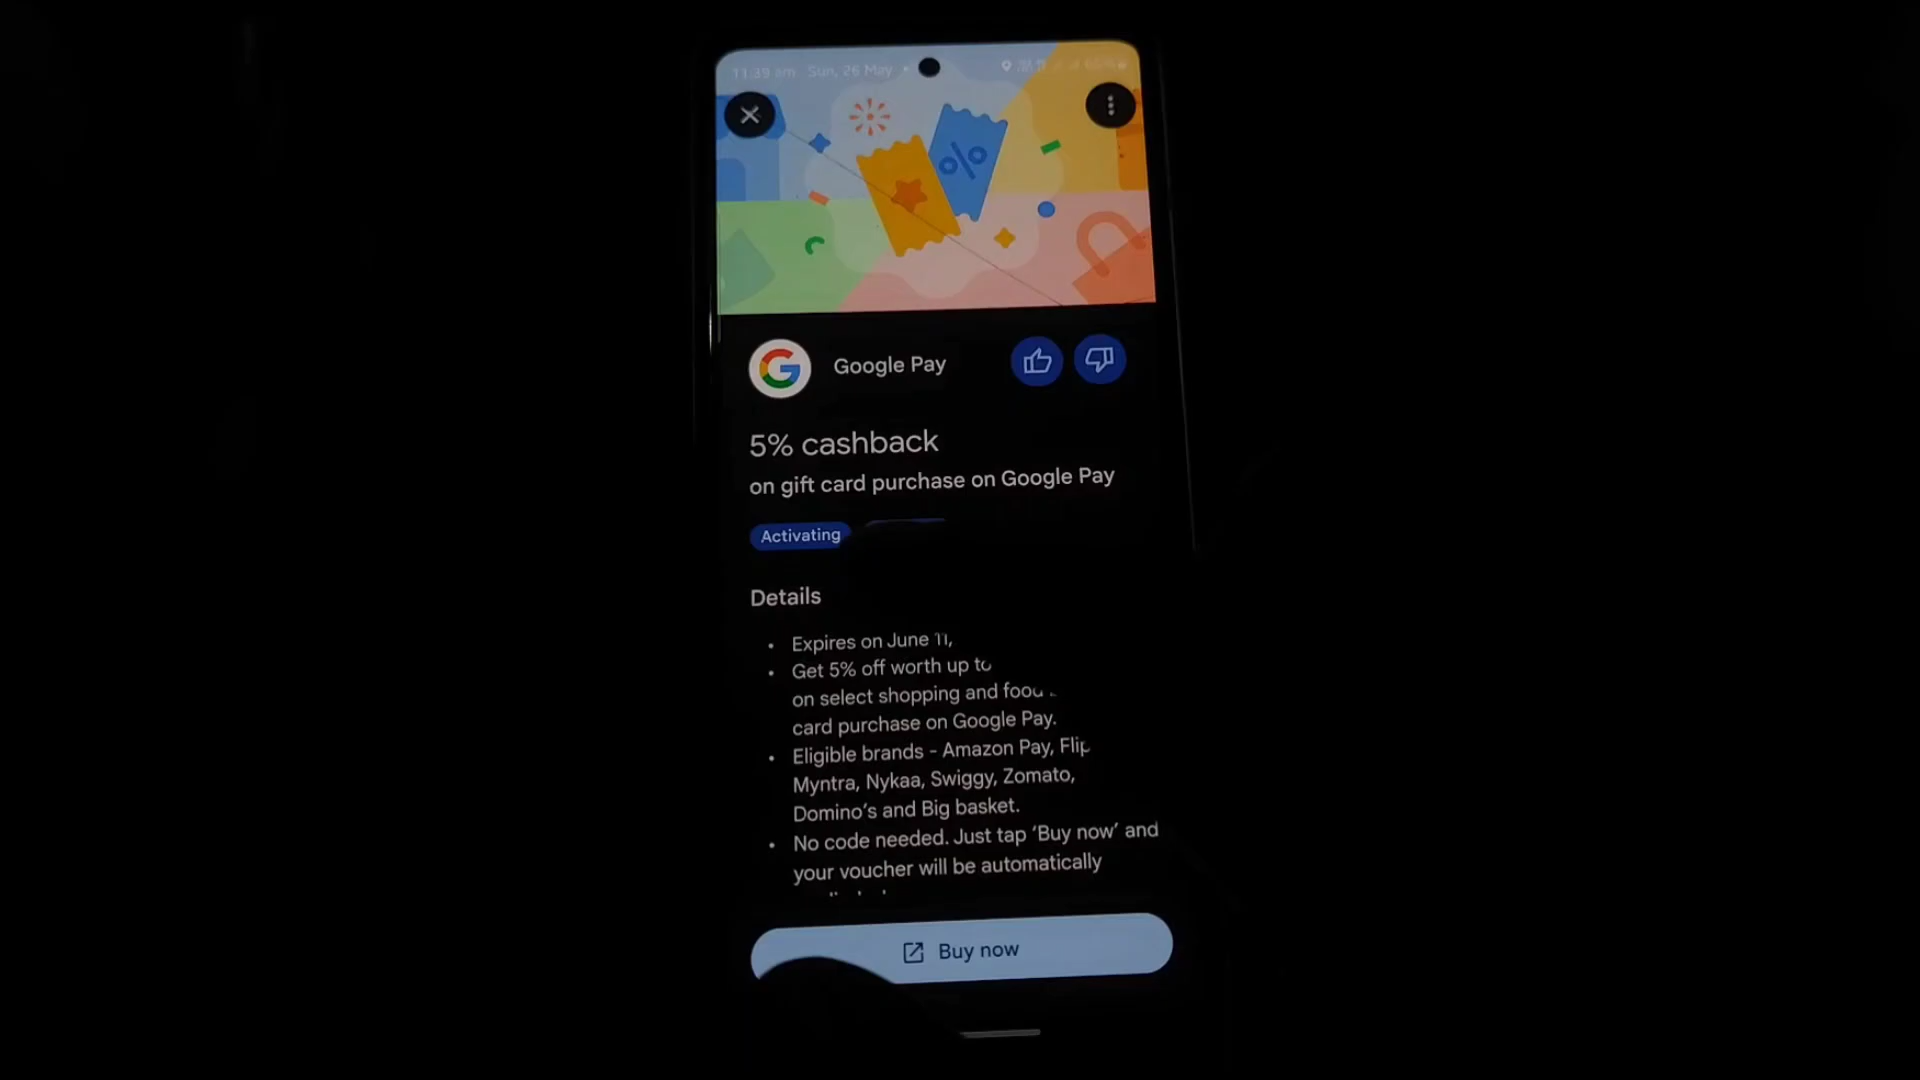 11:39 am Sun, 26 May
Google Pay
5% cashback
on gift card purchase on Google Pay
Activating
Details
• Expires on June 11,
• Get 5% off worth up to
on select shopping and food
card purchase on Google Pay.
• Eligible brands - Amazon Pay, Flip
Myntra, Nykaa, Swiggy, Zomato,
Domino's and Big basket.
• No code needed. Just tap 'Buy now' and
your voucher will be automatically
Buy now